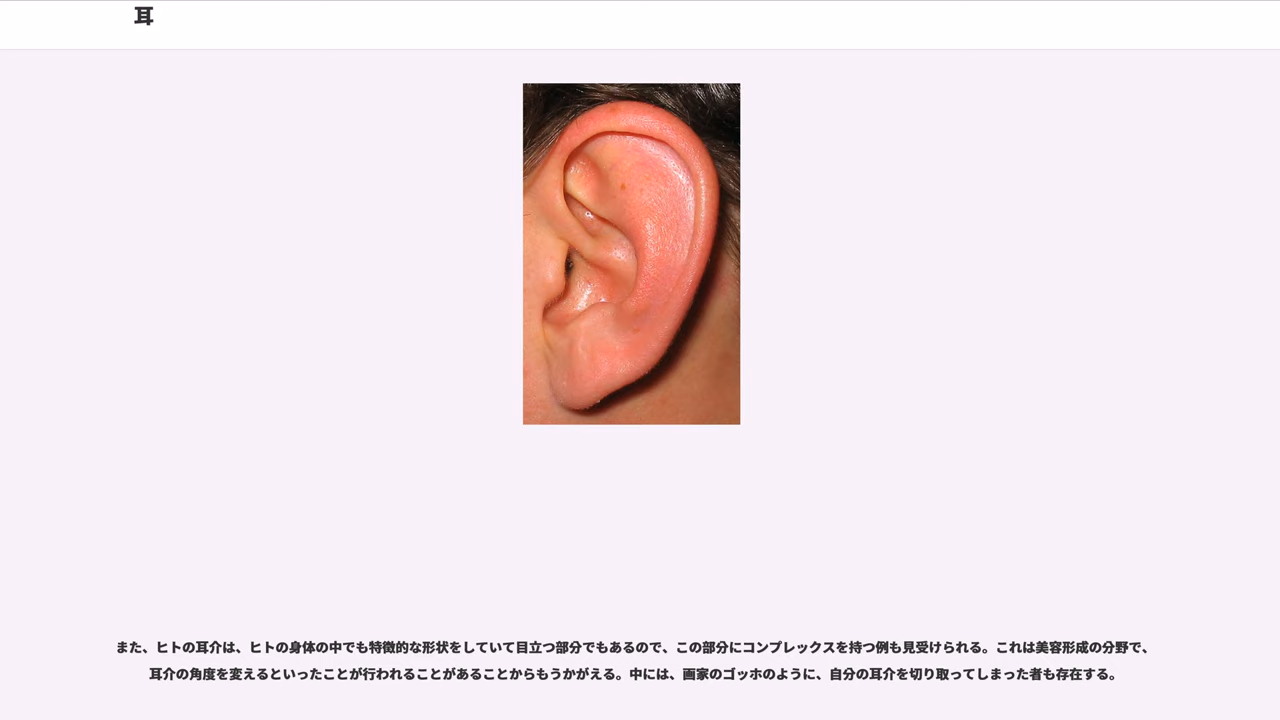 耳
また、ヒトの耳介は、ヒトの身体の中でも特徴的な形状をしていて目立つ部分でもあるので、この部分にコンプレックスを持つ例も見受けられる。これは美容形成の分野で、
耳介の角度を変えるといったことが行われることがあることからもうかがえる。中には、画家のゴッホのように、自分の耳介を切り取ってしまった者も存在する。